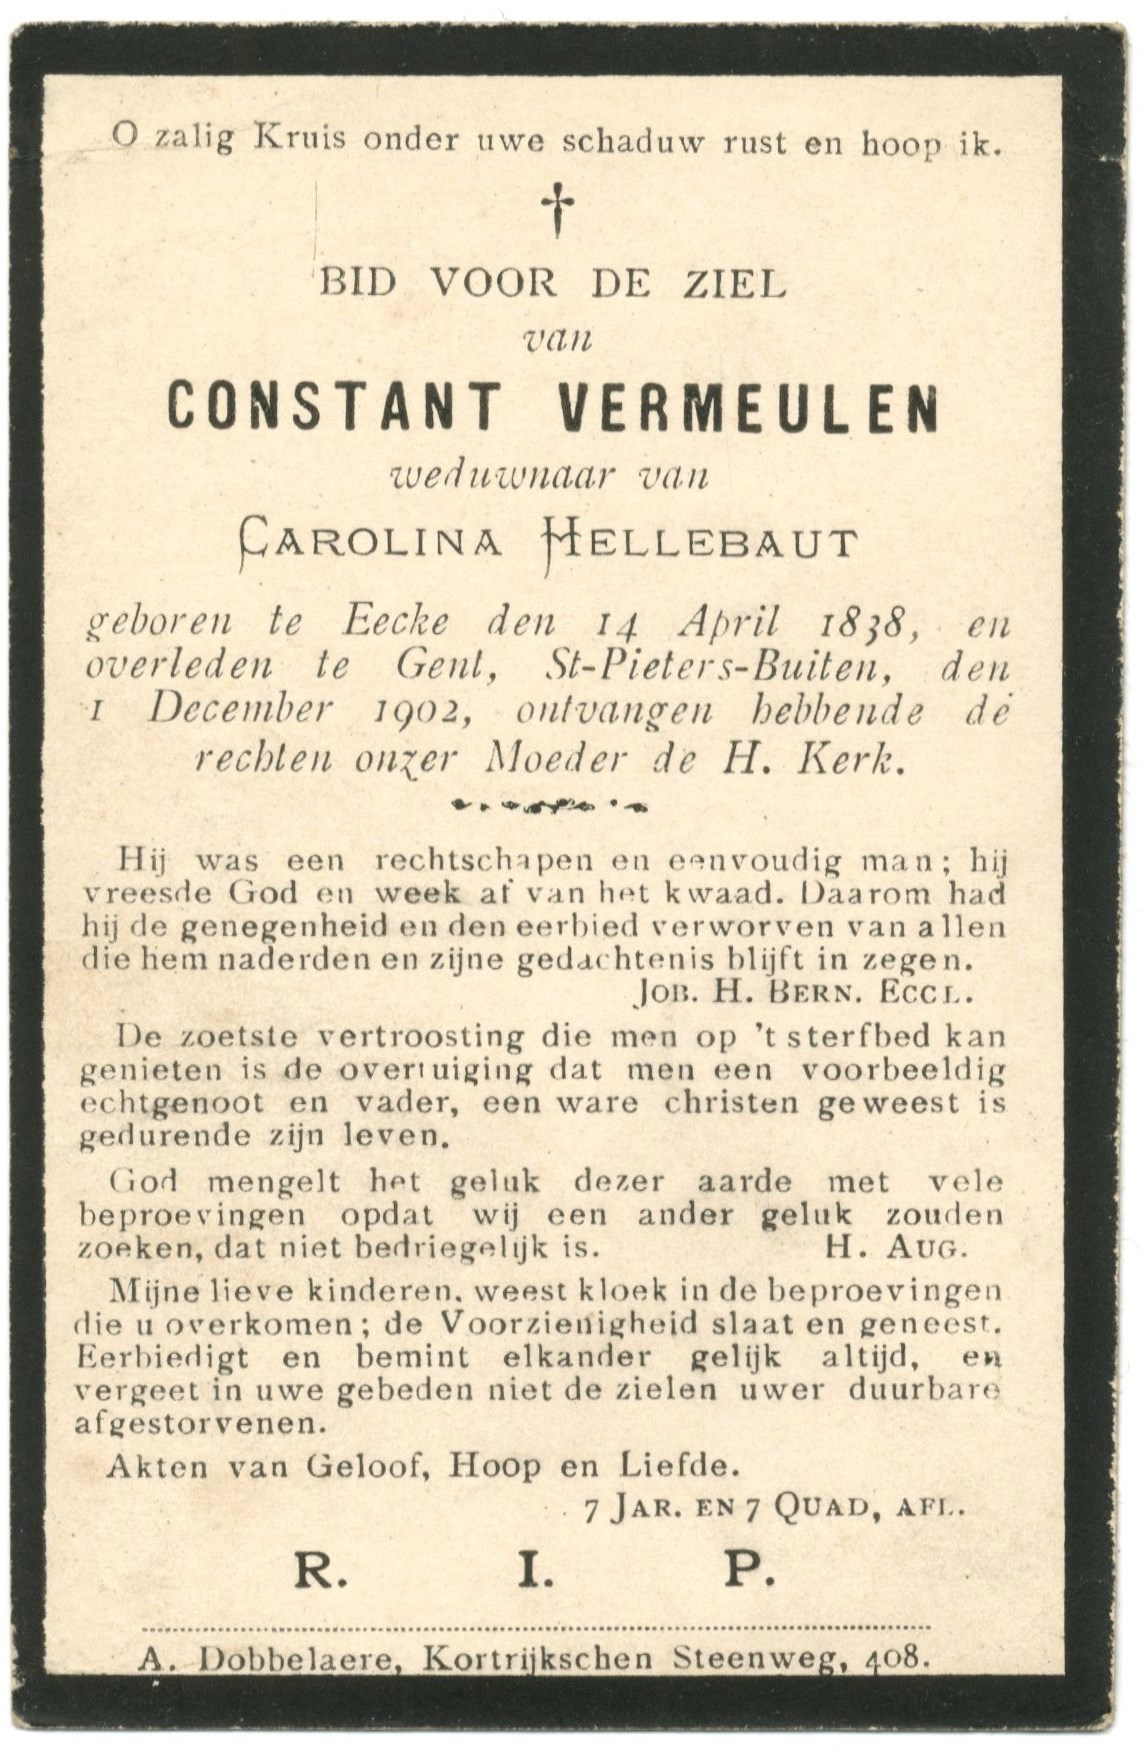 O zalig Kruis onder uwe schaduw rust en hoop ik.
†
BID VOOR DE ZIEL
van
CONSTANT VERMEULEN
weduwnaar van
CAROLINA HELLEBAUT
geboren te Eecke den 14 April 1838, en
overleden te Gent, St-Pieters-Buiten, den
1 December 1902, ontvangen hebbende de
rechten onzer Moeder de H. Kerk.
Hij was een rechtschapen en eenvoudig man; hij
vreesde God en week af van het kwaad. Daarom had
hij de genegenheid en den eerbied verworven van allen
die hem naderden en zijne gedachtenis blijft in zegen.
JOB. H. BERN. ECCL.
De zoetste vertroosting die men op 't sterfbed kan
genieten is de overtuiging dat men een voorbeeldig
echtgenoot en vader, een ware christen geweest is
gedurende zijn leven.
God mengelt het geluk dezer aarde met vele
beproevingen opdat wij een ander geluk zouden
zoeken, dat niet bedriegelijk is. H. AUG.
Mijne lieve kinderen, weest kloek in de beproevingen
die u overkomen; de Voorzienigheid slaat en geneest.
Eerbiedigt en bemint elkander gelijk altijd, en
vergeet in uwe gebeden niet de zielen uwer duurbare
afgestorvenen.
Akten van Geloof, Hoop en Liefde.
7 JAR. EN 7 QUAD, AFL.
R. I. P.
A. Dobbelaere, Kortrijkschen Steenweg, 408.